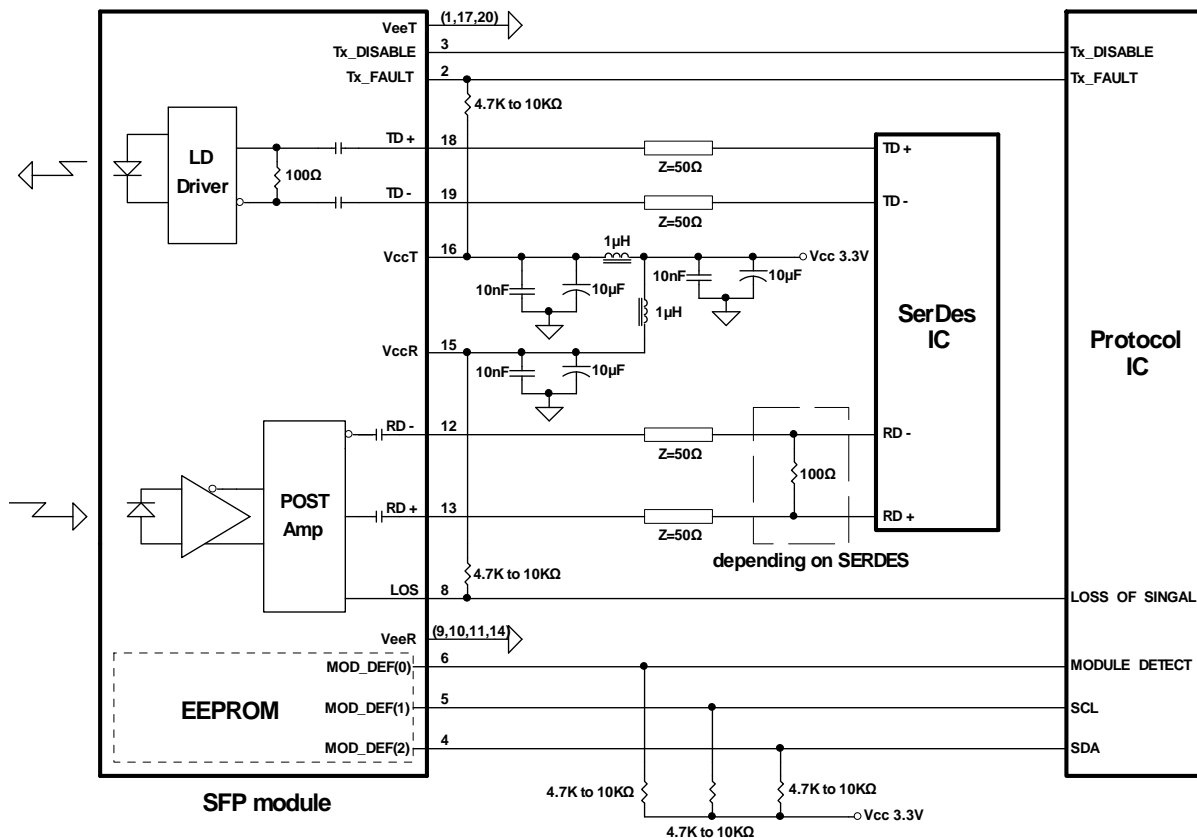 VeeT (1,17,20)
Tx_DISABLE 3 Tx_DISABLE
Tx_FAULT 2 Tx_FAULT
4.7K to 10KΩ
LD
Driver
100Ω
TD + 18 Z=50Ω TD +
TD - 19 Z=50Ω TD -
VccT 16 1µH Vcc 3.3V
10nF 10µF 10nF 10µF
1µH
SerDes
IC
Protocol
IC
VccR 15
10nF 10µF
RD - 12 Z=50Ω RD -
100Ω
POST
Amp
RD + 13 Z=50Ω RD +
depending on SERDES
4.7K to 10KΩ
LOS 8 LOSS OF SINGAL
VeeR (9,10,11,14)
MOD_DEF(0) 6 MODULE DETECT
EEPROM
MOD_DEF(1) 5 SCL
MOD_DEF(2) 4 SDA
SFP module
4.7K to 10KΩ
4.7K to 10KΩ
Vcc 3.3V
4.7K to 10KΩ